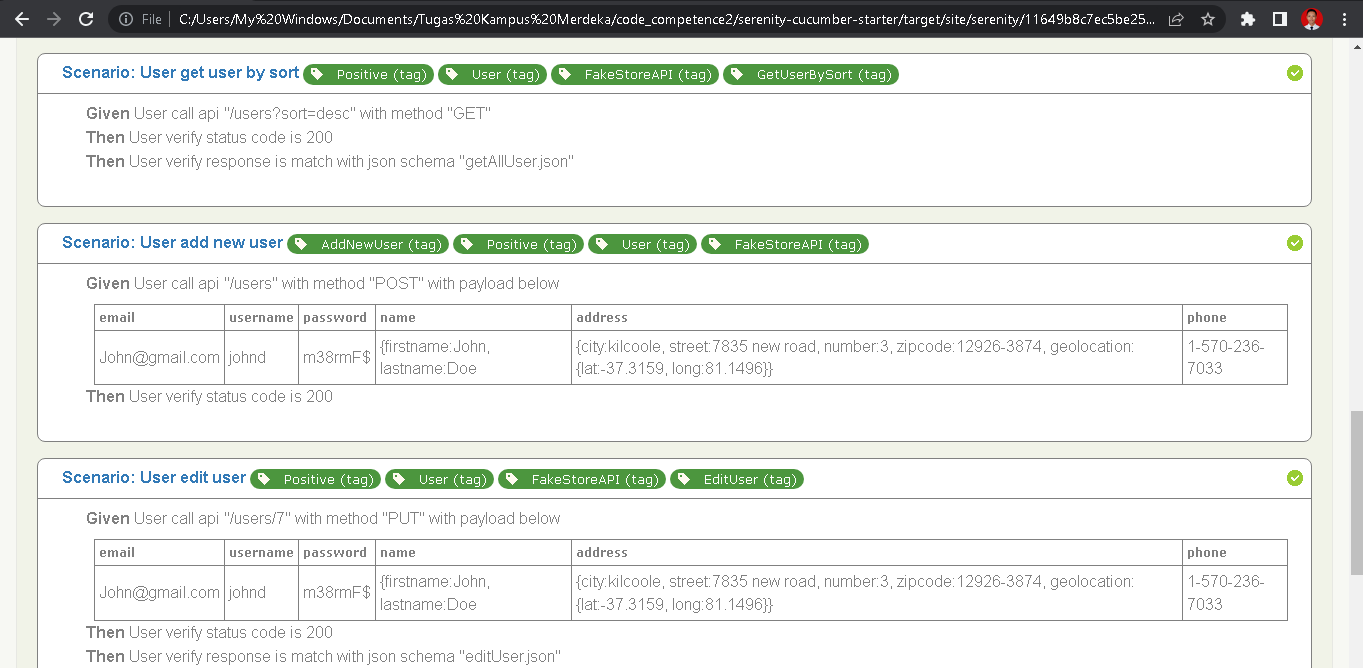 File
C:/Users/My%20Windows/Documents/Tugas%20Kampus%20Merdeka/code_competence2/serenity-cucumber-starter/target/site/serenity/11649b8c7ec5be25...
Scenario: User get user by sort Positive (tag) User (tag) FakeStoreAPI (tag) GetUserBySort (tag)
Given User call api "/users?sort=desc" with method "GET"
Then User verify status code is 200
Then User verify response is match with json schema "getAllUser.json"
Scenario: User add new user AddNewUser (tag) Positive (tag) User (tag) FakeStoreAPI (tag)
Given User call api "/users" with method "POST" with payload below
email username password name address phone
John@gmail.com johnd m38rmF$ {firstname:John, lastname:Doe {city:kilcoole, street:7835 new road, number:3, zipcode:12926-3874, geolocation:{lat:-37.3159, long:81.1496}} 1-570-236-7033
Then User verify status code is 200
Scenario: User edit user Positive (tag) User (tag) FakeStoreAPI (tag) EditUser (tag)
Given User call api "/users/7" with method "PUT" with payload below
email username password name address phone
John@gmail.com johnd m38rmF$ {firstname:John, lastname:Doe {city:kilcoole, street:7835 new road, number:3, zipcode:12926-3874, geolocation:{lat:-37.3159, long:81.1496}} 1-570-236-7033
Then User verify status code is 200
Then User verify response is match with json schema "editUser.json"